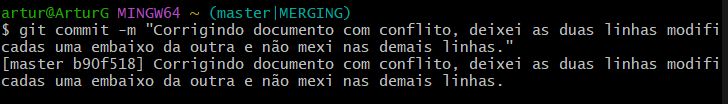 artur@ArturG MINGW64 ~ (master|MERGING)
$ git commit -m "Corrigindo documento com conflito, deixei as duas linhas modifi
cadas uma embaixo da outra e não mexi nas demais linhas."
[master b90f518] Corrigindo documento com conflito, deixei as duas linhas modifi
cadas uma embaixo da outra e não mexi nas demais linhas.